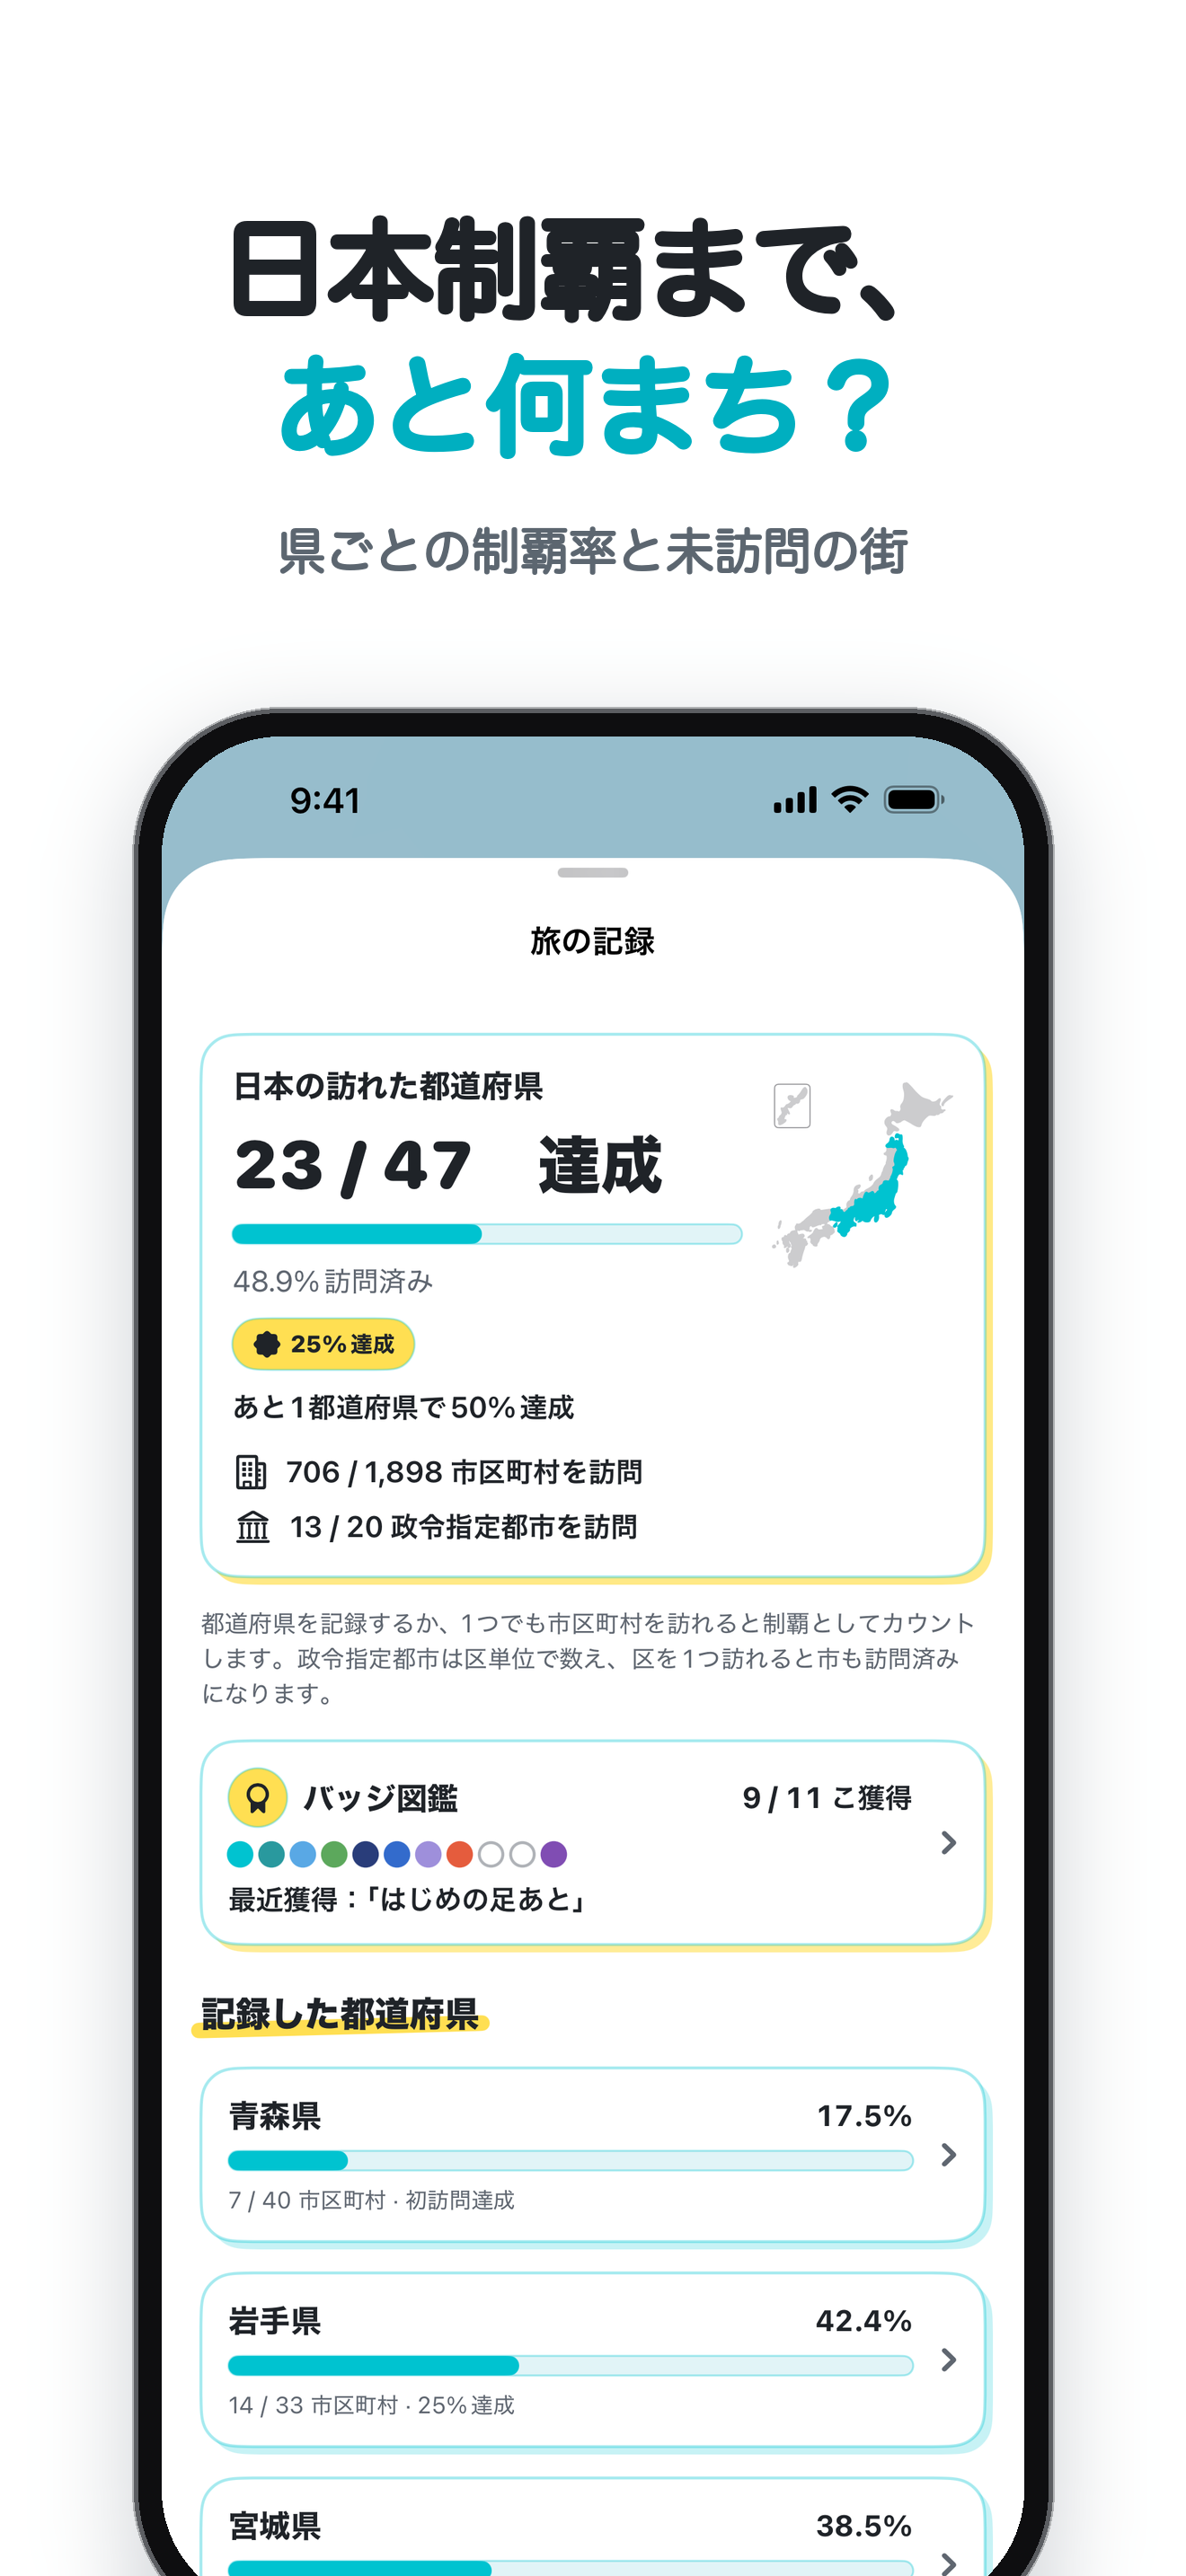 日本制覇まで、
あと何まち？
県ごとの制覇率と未訪問の街
9:41
旅の記録
日本の訪れた都道府県
23 / 47　達成
48.9% 訪問済み
25% 達成
あと1都道府県で50%達成
706 / 1,898 市区町村を訪問
13 / 20 政令指定都市を訪問
都道府県を記録するか、1つでも市区町村を訪れると制覇としてカウント
します。政令指定都市は区単位で数え、区を1つ訪れると市も訪問済み
になります。
バッジ図鑑 9 / 11 こ獲得
最近獲得：「はじめの足あと」
記録した都道府県
青森県 17.5%
7 / 40 市区町村 · 初訪問達成
岩手県 42.4%
14 / 33 市区町村 · 25% 達成
宮城県 38.5%